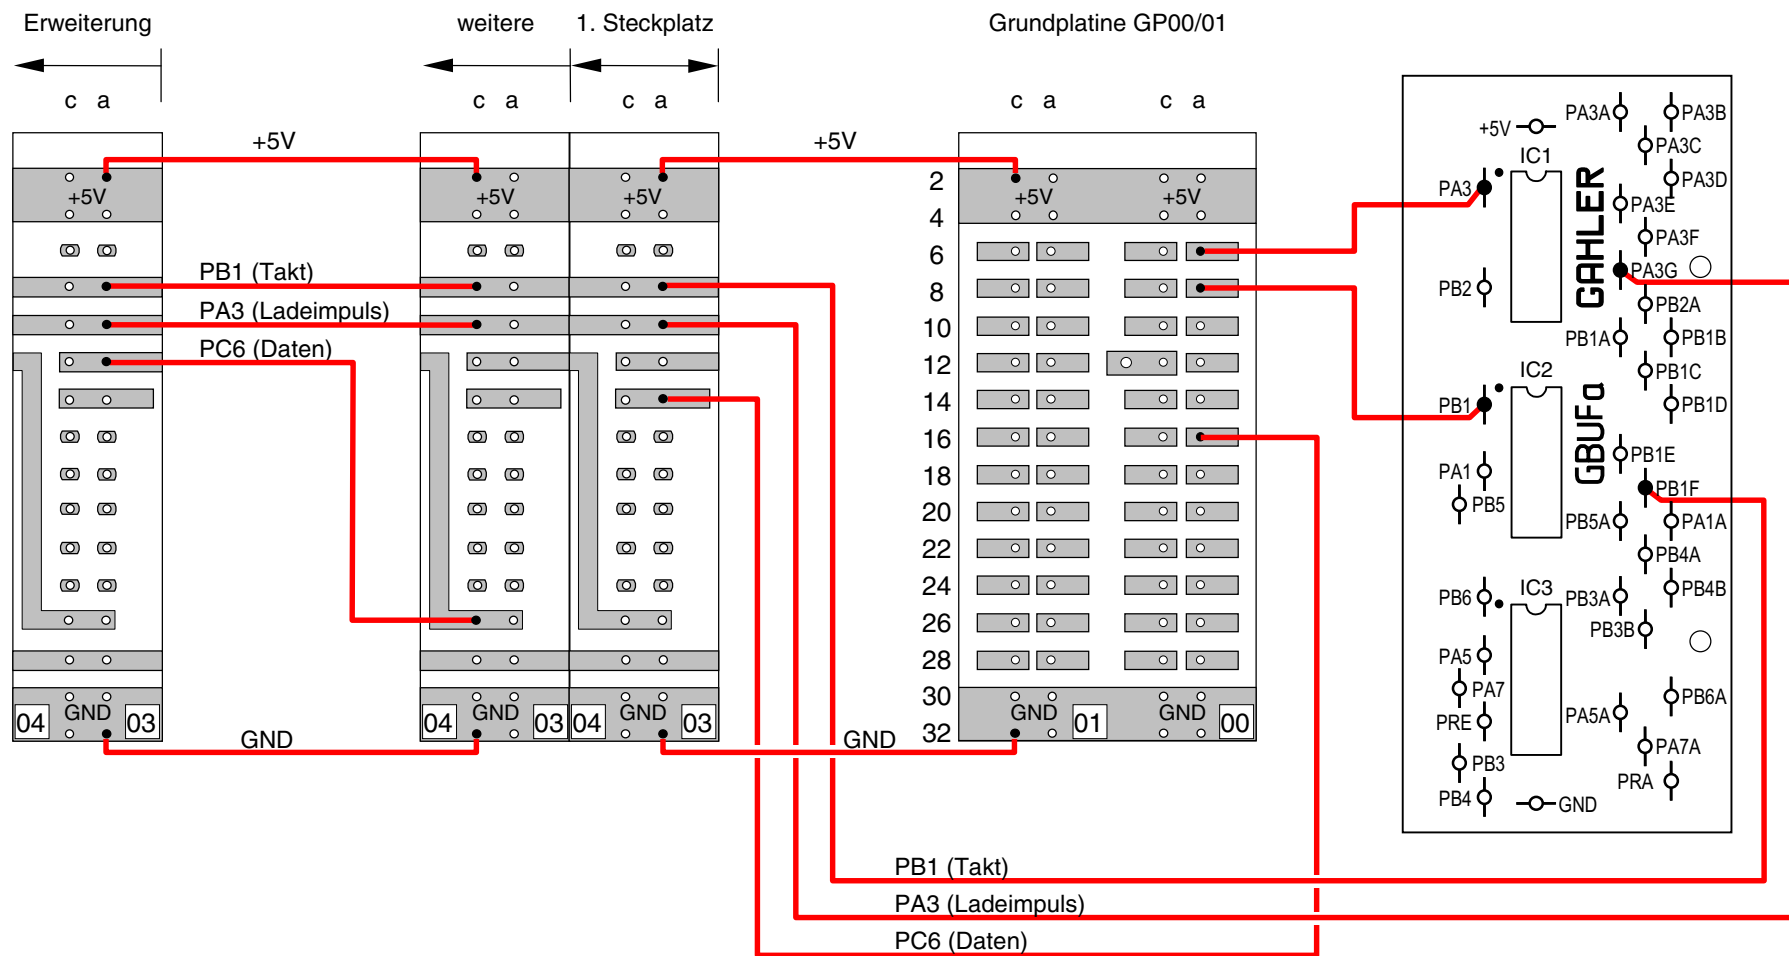 Erweiterung
weitere
1. Steckplatz
Grundplatine GP00/01
c a
c a
c a
c a
c a
+5V
+5V
+5V
+5V
+5V
+5V
+5V
2
4
6
8
10
12
14
16
18
20
22
24
26
28
30
32
PB1 (Takt)
PA3 (Ladeimpuls)
PC6 (Daten)
04 GND 03
04 GND 03
04 GND 03
GND 01
GND 00
GND
GND
PB1 (Takt)
PA3 (Ladeimpuls)
PC6 (Daten)
+5V
IC1
PA3
PB2
IC2
PB1
PA1
PB5
IC3
PB6
PA5
PA7
PRE
PB3
PB4
GND
GAHLER
GBUFa
PA3A
PA3B
PA3C
PA3D
PA3E
PA3F
PA3G
PB2A
PB1A
PB1B
PB1C
PB1D
PB1E
PB1F
PB5A
PA1A
PB4A
PB3A
PB4B
PB3B
PB6A
PA5A
PA7A
PRA